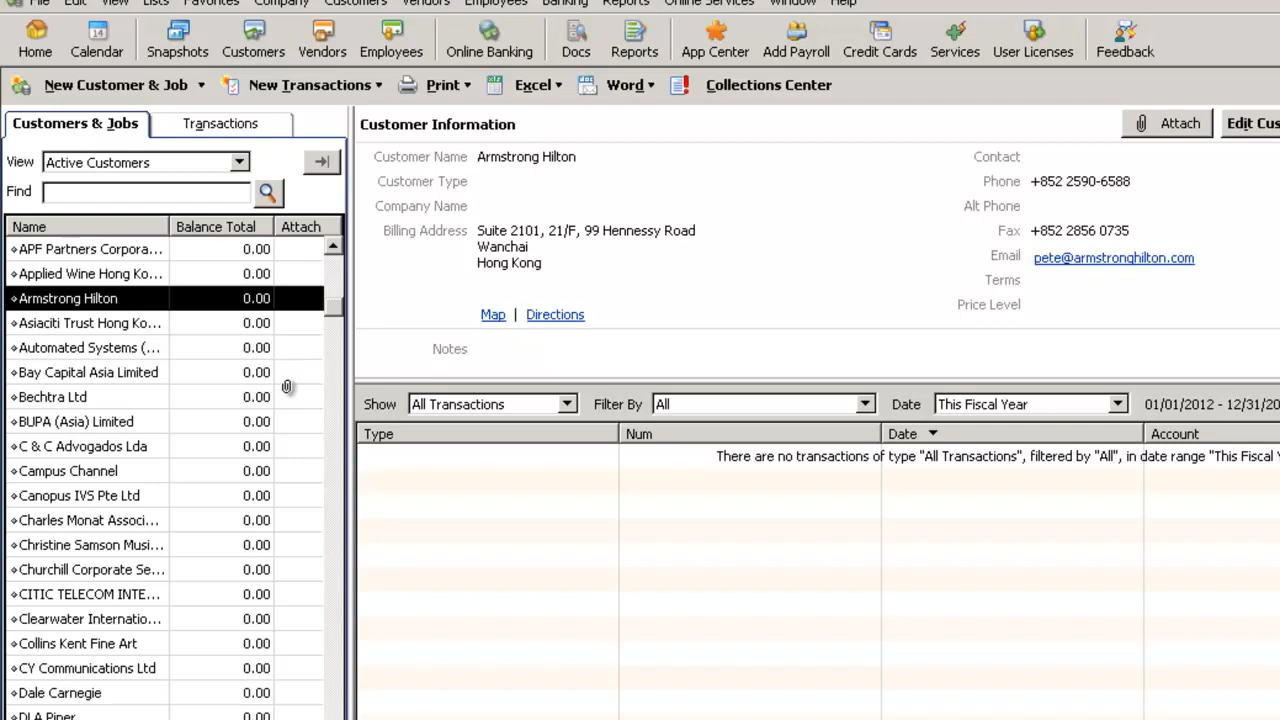 File Edit View Lists Favorites Company Customers Vendors Employees Banking Reports Online Services Window Help
Home Calendar Snapshots Customers Vendors Employees Online Banking Docs Reports App Center Add Payroll Credit Cards Services User Licenses Feedback
New Customer & Job New Transactions Print Excel Word Collections Center
Customers & Jobs Transactions
View Active Customers
Find
Name Balance Total Attach
APF Partners Corpora... 0.00
Applied Wine Hong Ko... 0.00
Armstrong Hilton 0.00
Asiaciti Trust Hong Ko... 0.00
Automated Systems (... 0.00
Bay Capital Asia Limited 0.00
Bechtra Ltd 0.00
BUPA (Asia) Limited 0.00
C & C Advogados Lda 0.00
Campus Channel 0.00
Canopus IVS Pte Ltd 0.00
Charles Monat Associ... 0.00
Christine Samson Musi... 0.00
Churchill Corporate Se... 0.00
CITIC TELECOM INTE... 0.00
Clearwater Internatio... 0.00
Collins Kent Fine Art 0.00
CY Communications Ltd 0.00
Dale Carnegie 0.00
DLA Piper 0.00
Customer Information Attach Edit Cus
Customer Name Armstrong Hilton
Customer Type
Company Name
Billing Address Suite 2101, 21/F, 99 Hennessy Road
Wanchai
Hong Kong
Map | Directions
Notes
Contact
Phone +852 2590-6588
Alt Phone
Fax +852 2856 0735
Email pete@armstronghilton.com
Terms
Price Level
Show All Transactions Filter By All Date This Fiscal Year 01/01/2012 - 12/31/20
Type Num Date Account
There are no transactions of type "All Transactions", filtered by "All", in date range "This Fiscal Y